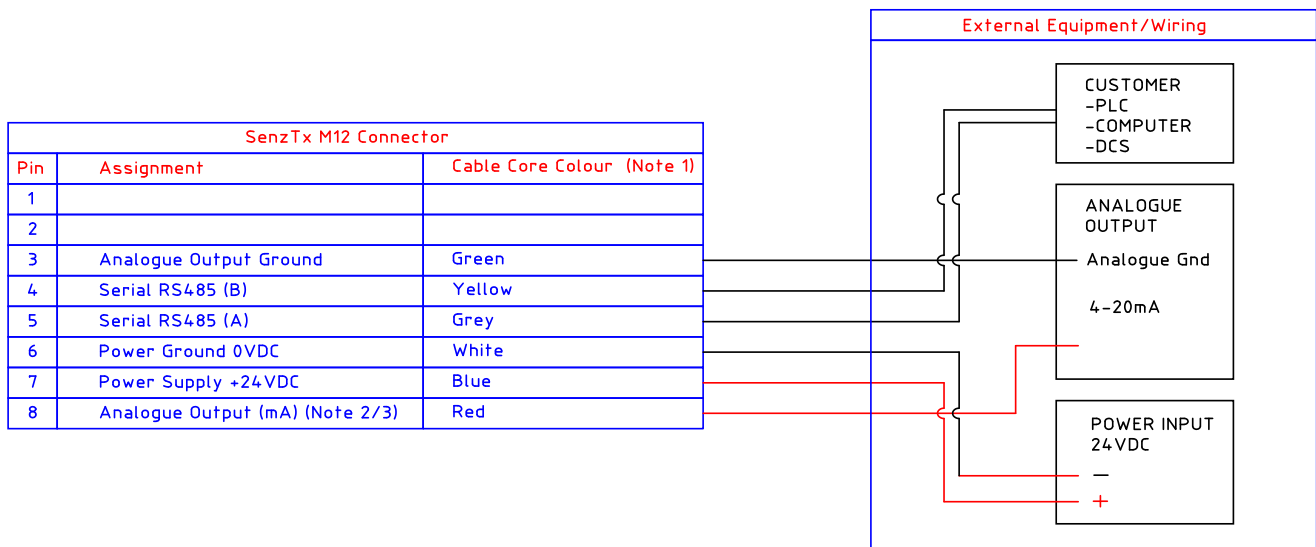 External Equipment/Wiring
CUSTOMER
-PLC
-COMPUTER
-DCS
SenzTx M12 Connector
Pin Assignment Cable Core Colour (Note 1)
1
2
3 Analogue Output Ground Green
4 Serial RS485 (B) Yellow
5 Serial RS485 (A) Grey
6 Power Ground 0VDC White
7 Power Supply +24VDC Blue
8 Analogue Output (mA) (Note 2/3) Red
ANALOGUE
OUTPUT
Analogue Gnd
4-20mA
POWER INPUT
24VDC
-
+